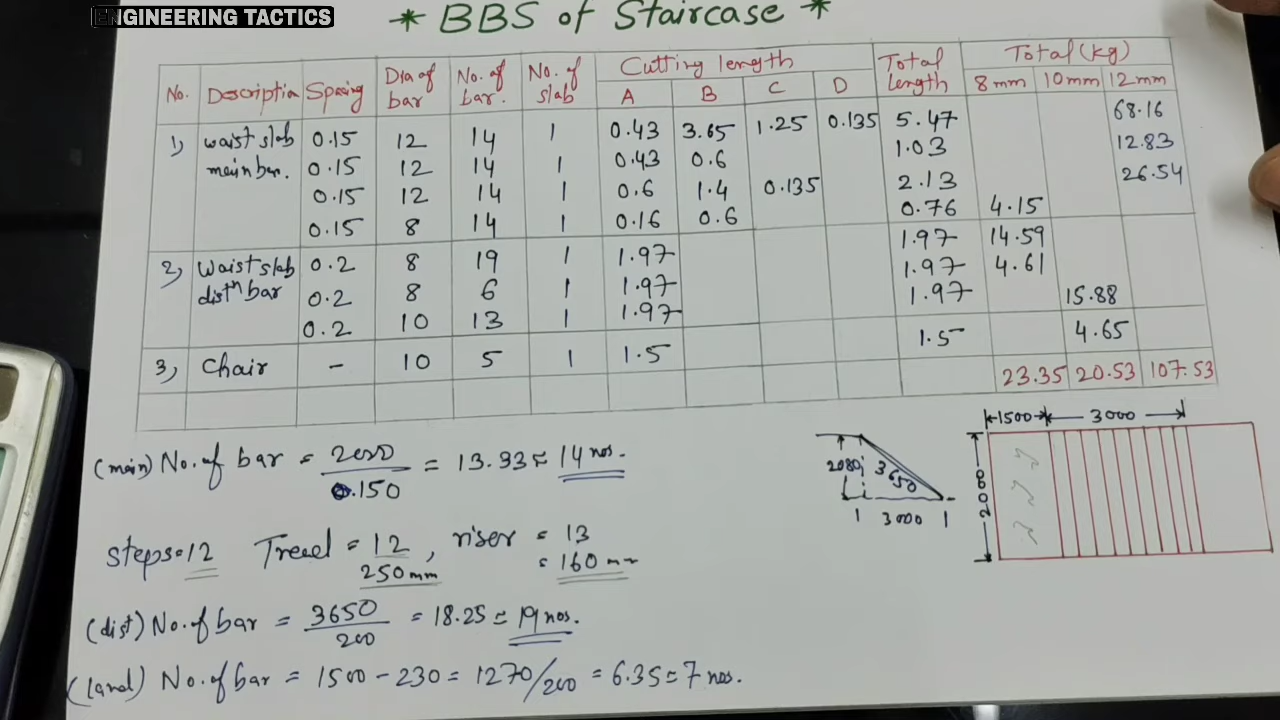 ENGINEERING TACTICS
* BBS of Staircase *
No. Description Spacing Dia of bar No. of bar. No. of slab Cutting length A B C D Total length Total (kg) 8mm 10mm 12mm
1) waist slab main bar. 0.15 12 14 1 0.43 3.65 1.25 0.135 5.47 68.16
0.15 12 14 1 0.43 0.6 1.03 12.83
0.15 12 14 1 0.6 1.4 0.135 2.13 26.54
0.15 8 14 1 0.16 0.6 0.76 4.15
2) Waist slab distn bar 0.2 8 19 1 1.97 1.97 14.59
0.2 8 6 1 1.97 1.97 4.61
0.2 10 13 1 1.97 1.97 15.88
3) Chair - 10 5 1 1.5 1.5 4.65
23.35 20.53 107.53
(main) No. of bar = 2000 / 0.150 = 13.33 ≈ 14 nos.
Steps = 12 Tread = 12, riser = 13
250mm = 160mm
(dist) No. of bar = 3650 / 200 = 18.25 = 19 nos.
(land) No. of bar = 1500 - 230 = 1270/200 = 6.35 = 7 nos.
2080 3650
3000
1500 3000
2000